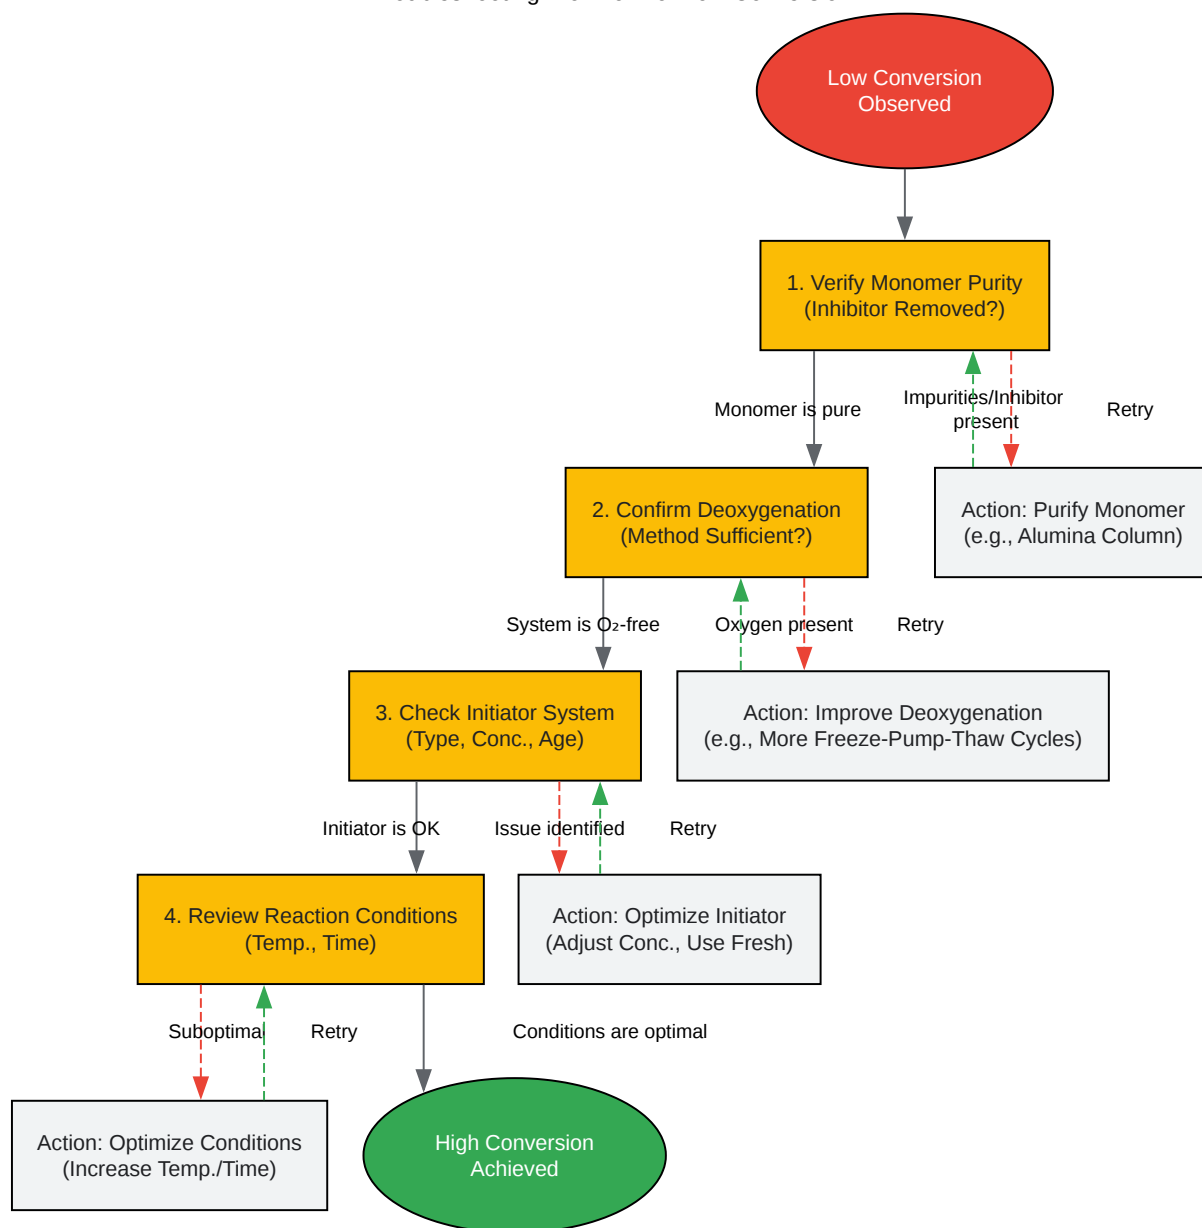 Low Conversion
Observed
1. Verify Monomer Purity
(Inhibitor Removed?)
Monomer is pure
Impurities/Inhibitor
present
Retry
2. Confirm Deoxygenation
(Method Sufficient?)
Action: Purify Monomer
(e.g., Alumina Column)
System is O₂-free
Oxygen present
Retry
3. Check Initiator System
(Type, Conc., Age)
Action: Improve Deoxygenation
(e.g., More Freeze-Pump-Thaw Cycles)
Initiator is OK
Issue identified
Retry
4. Review Reaction Conditions
(Temp., Time)
Action: Optimize Initiator
(Adjust Conc., Use Fresh)
Suboptimal
Retry
Conditions are optimal
Action: Optimize Conditions
(Increase Temp./Time)
High Conversion
Achieved